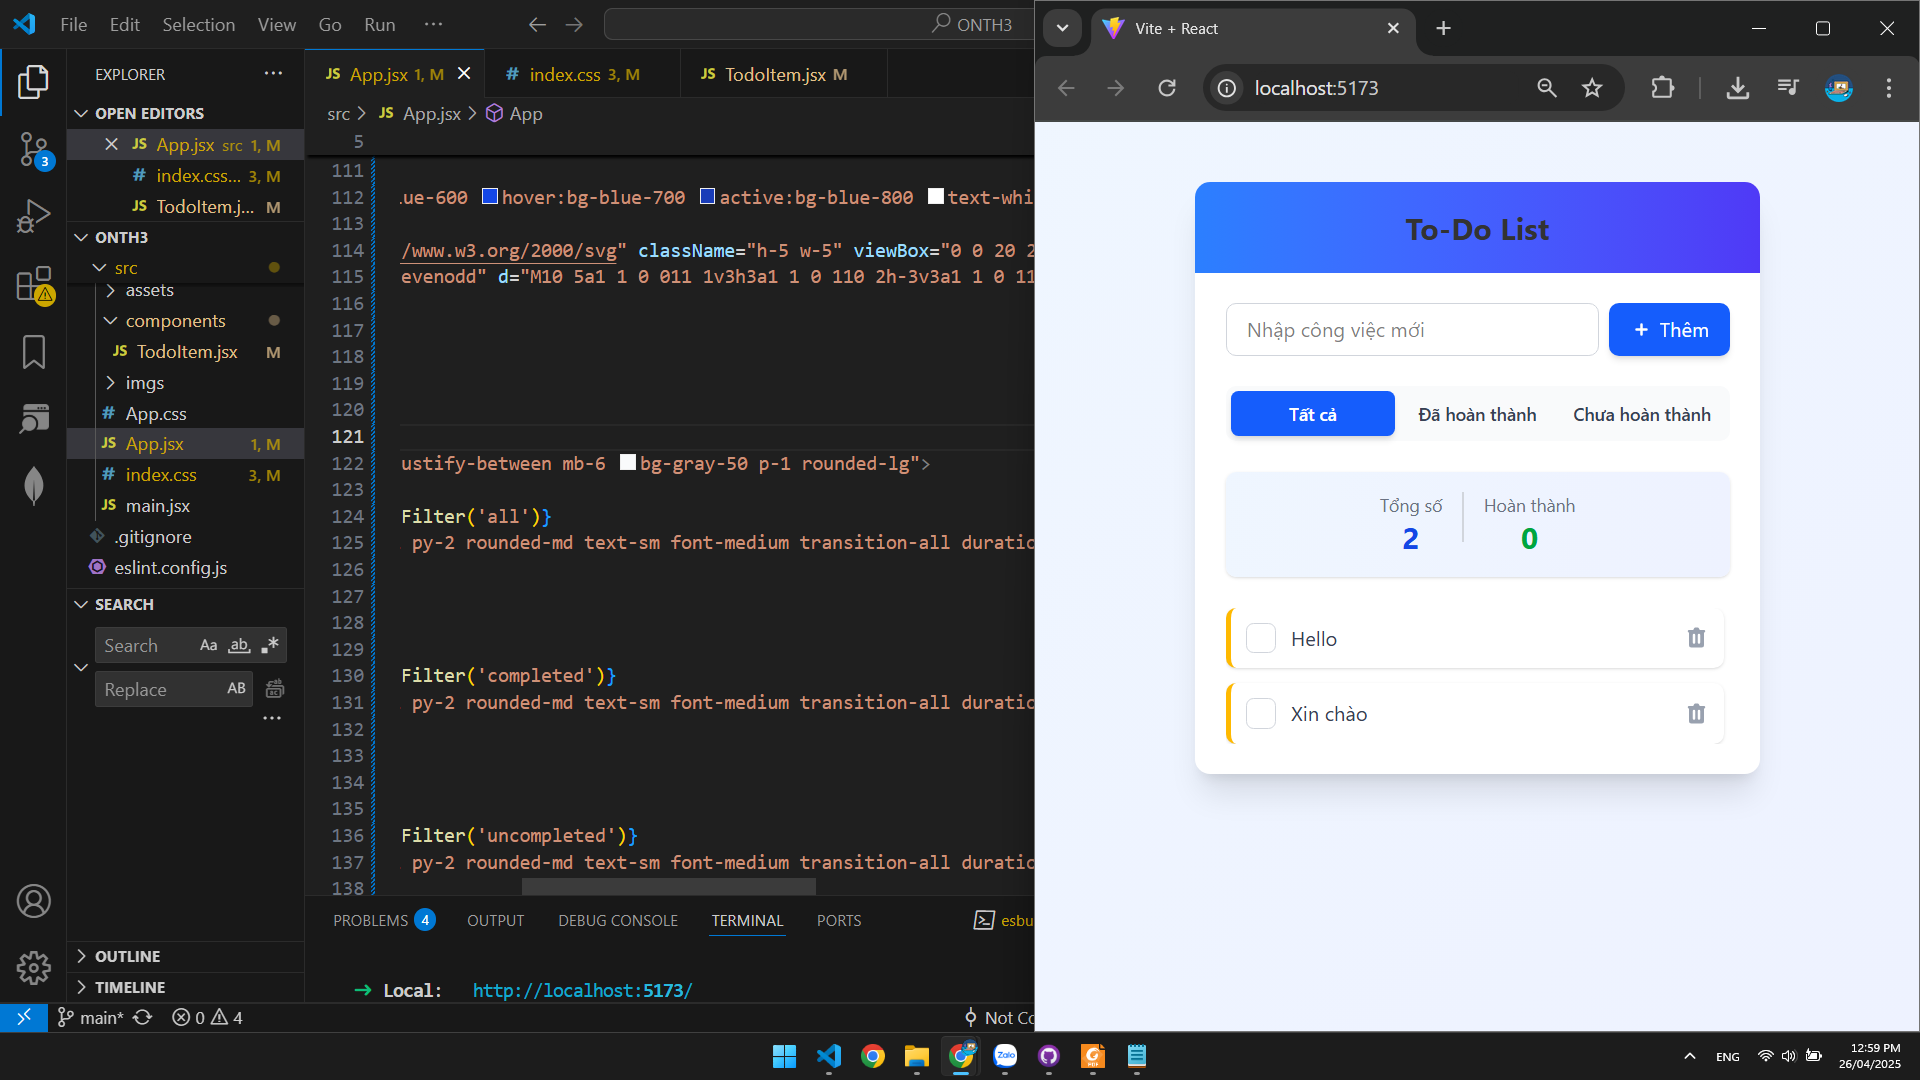 File Edit Selection View Go Run ··· ONTH3
EXPLORER
OPEN EDITORS
JS App.jsx src 1, M
# index.css... 3, M
JS TodoItem.j... M
ONTH3
src
assets
components
JS TodoItem.jsx M
imgs
# App.css
JS App.jsx 1, M
# index.css 3, M
JS main.jsx
.gitignore
eslint.config.js
SEARCH
Search Aa ab
Replace AB
OUTLINE
TIMELINE
3
JS App.jsx 1, M
# index.css 3, M
JS TodoItem.jsx M
src > JS App.jsx > App
5
111
112 ue-600 hover:bg-blue-700 active:bg-blue-800 text-whi
113
114 /www.w3.org/2000/svg" className="h-5 w-5" viewBox="0 0 20 2
115 evenodd" d="M10 5a1 1 0 011 1v3h3a1 1 0 110 2h-3v3a1 1 0 11
116
117
118
119
120
121
122 ustify-between mb-6 bg-gray-50 p-1 rounded-lg">
123
124 Filter('all')}
125 py-2 rounded-md text-sm font-medium transition-all duratio
126
127
128
129
130 Filter('completed')}
131 py-2 rounded-md text-sm font-medium transition-all duratio
132
133
134
135
136 Filter('uncompleted')}
137 py-2 rounded-md text-sm font-medium transition-all duratio
138
PROBLEMS 4 OUTPUT DEBUG CONSOLE TERMINAL PORTS esbu
➜ Local: http://localhost:5173/
main* 0 4 Not Co
Vite + React
localhost:5173
To-Do List
Nhập công việc mới
+ Thêm
Tất cả Đã hoàn thành Chưa hoàn thành
Tổng số Hoàn thành
2 0
Hello
Xin chào
Zalo
PDF
ENG
12:59 PM
26/04/2025